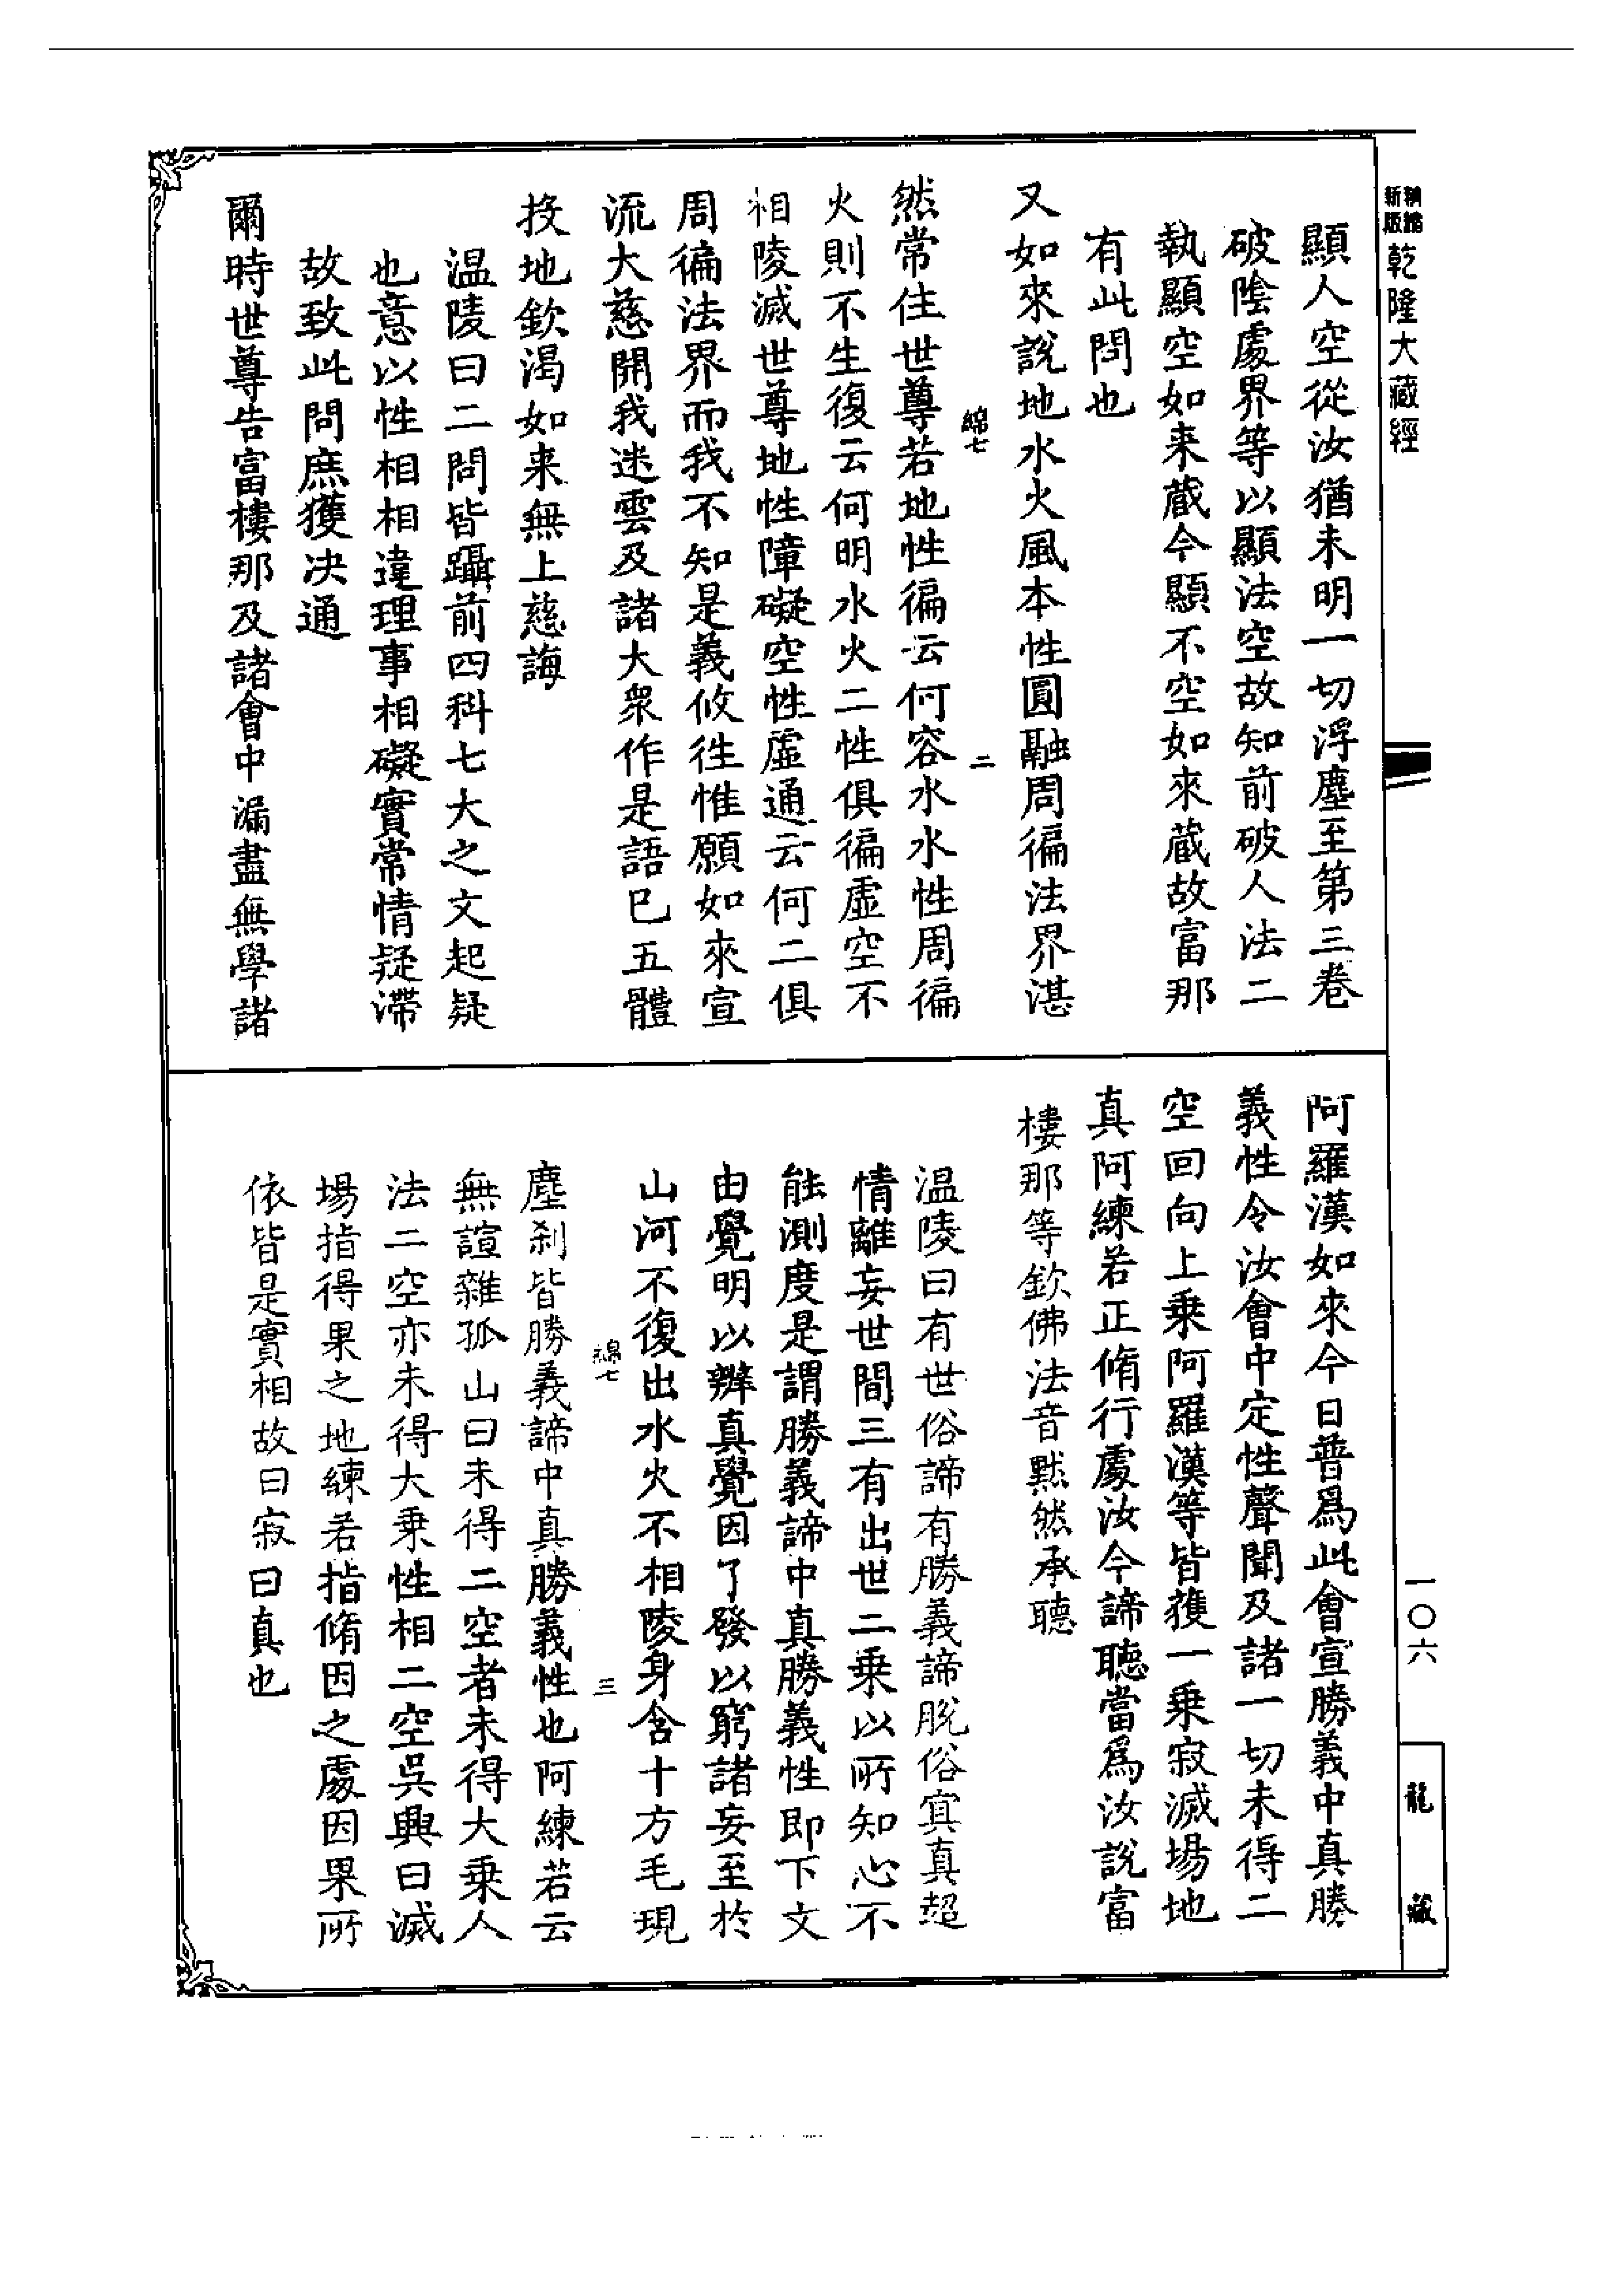 新版精縮
乾隆大藏經
顯人空從汝猶未明一切浮塵至第三卷
破陰處界等以顯法空故知前破人法二
執顯空如来藏今顯不空如來藏故富那
有此問也
又如來說地水火風本性圓融周徧法界湛
綿七
二
然常住世尊若地性徧云何容水水性周徧
火則不生復云何明水火二性俱徧虛空不
相陵滅世尊地性障礙空性虛通云何二俱
周徧法界而我不知是義攸往惟願如來宣
流大慈開我迷雲及諸大衆作是語已五體
投地欽渴如来無上慈誨
温陵曰二問皆躡前四科七大之文起疑
也意以性相相違理事相礙實常情疑滯
故致此問庶獲決通
爾時世尊告富樓那及諸會中漏盡無學諸
阿羅漢如來今日普爲此會宣勝義中真勝
義性令汝會中定性聲聞及諸一切未得二
空回向上乗阿羅漢等皆獲一乗寂滅場地
真阿練若正脩行處汝今諦聽當爲汝說富
樓那等欽佛法音默然承聽
温陵曰有世俗諦有勝義諦脫俗冥真超
情離妄世間三有出世二乗以所知心不
能測度是謂勝義諦中真勝義性即下文
由覺明以辨真覺因了發以窮諸妄至於
山河不復出水火不相陵身含十方毛現
綿七
三
塵刹皆勝義諦中真勝義性也阿練若云
無諠雜孤山曰未得二空者未得大乗人
法二空亦未得大乗性相二空吳興曰滅
場指得果之地練若指脩因之處因果所
依皆是實相故曰寂曰真也
一〇六
龍藏